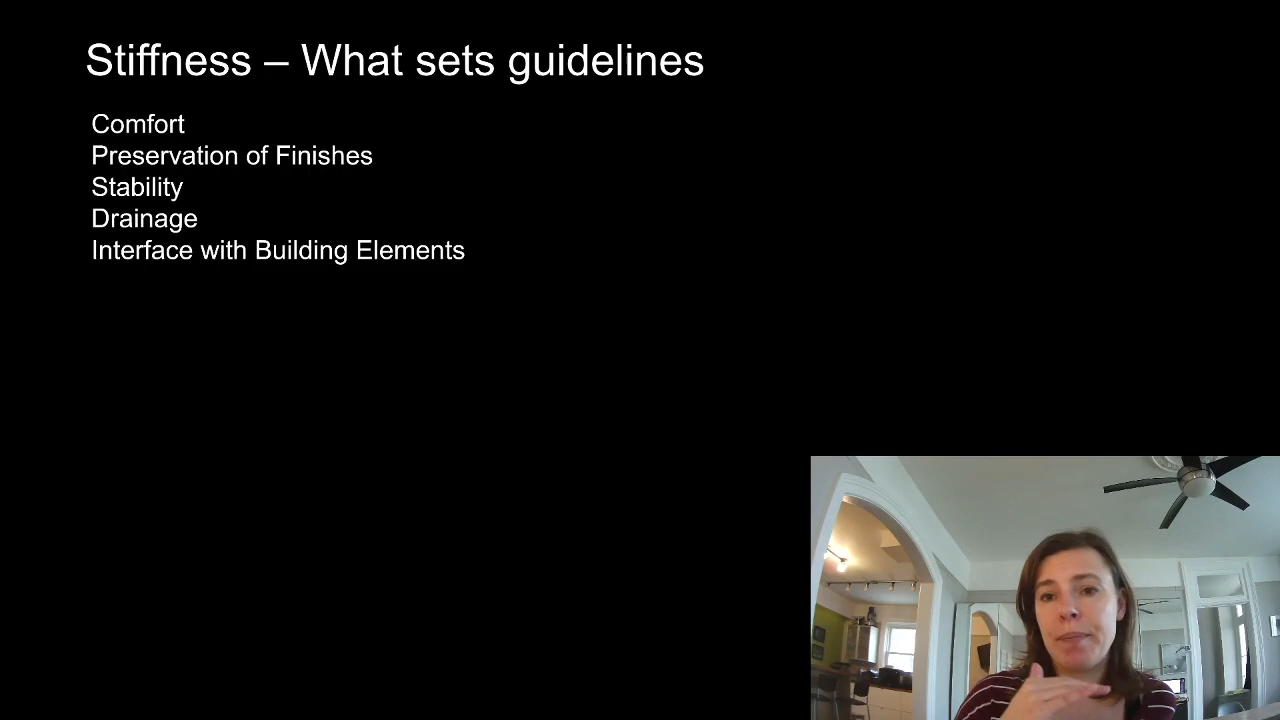 Stiffness – What sets guidelines
Comfort
Preservation of Finishes
Stability
Drainage
Interface with Building Elements